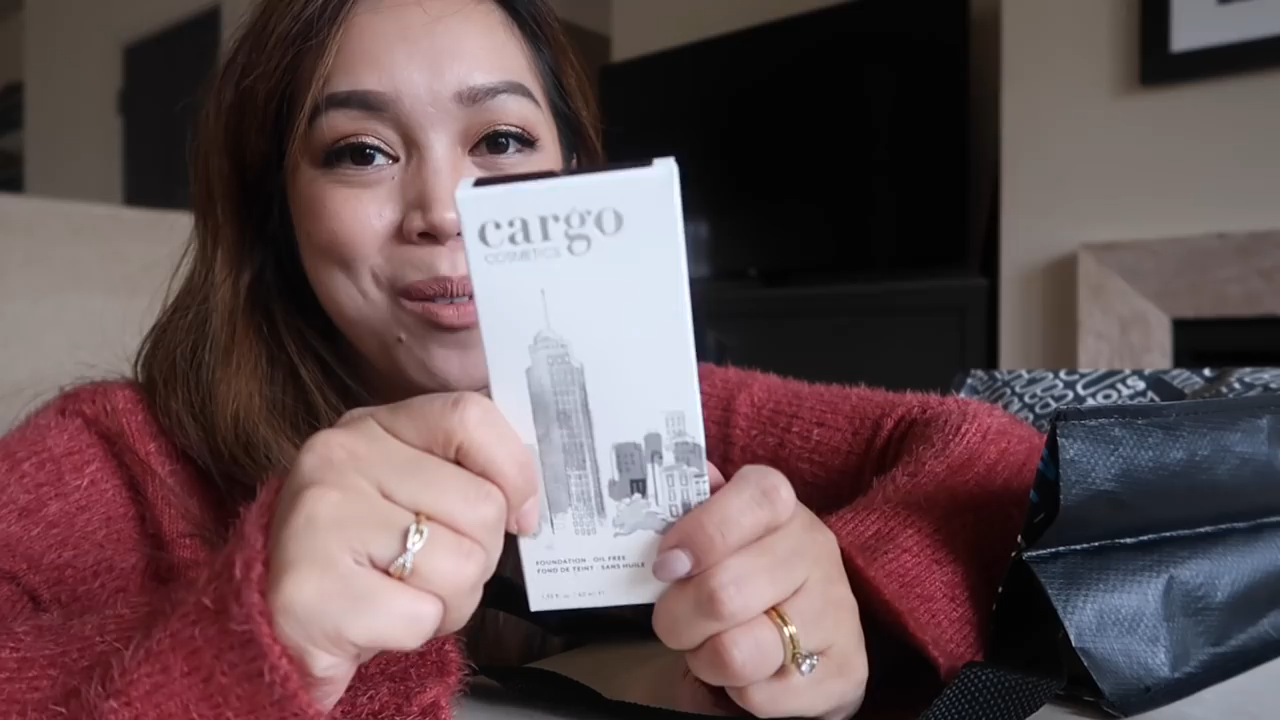 cargo
COSMETICS
FOUNDATION · OIL FREE
FOND DE TEINT · SANS HUILE